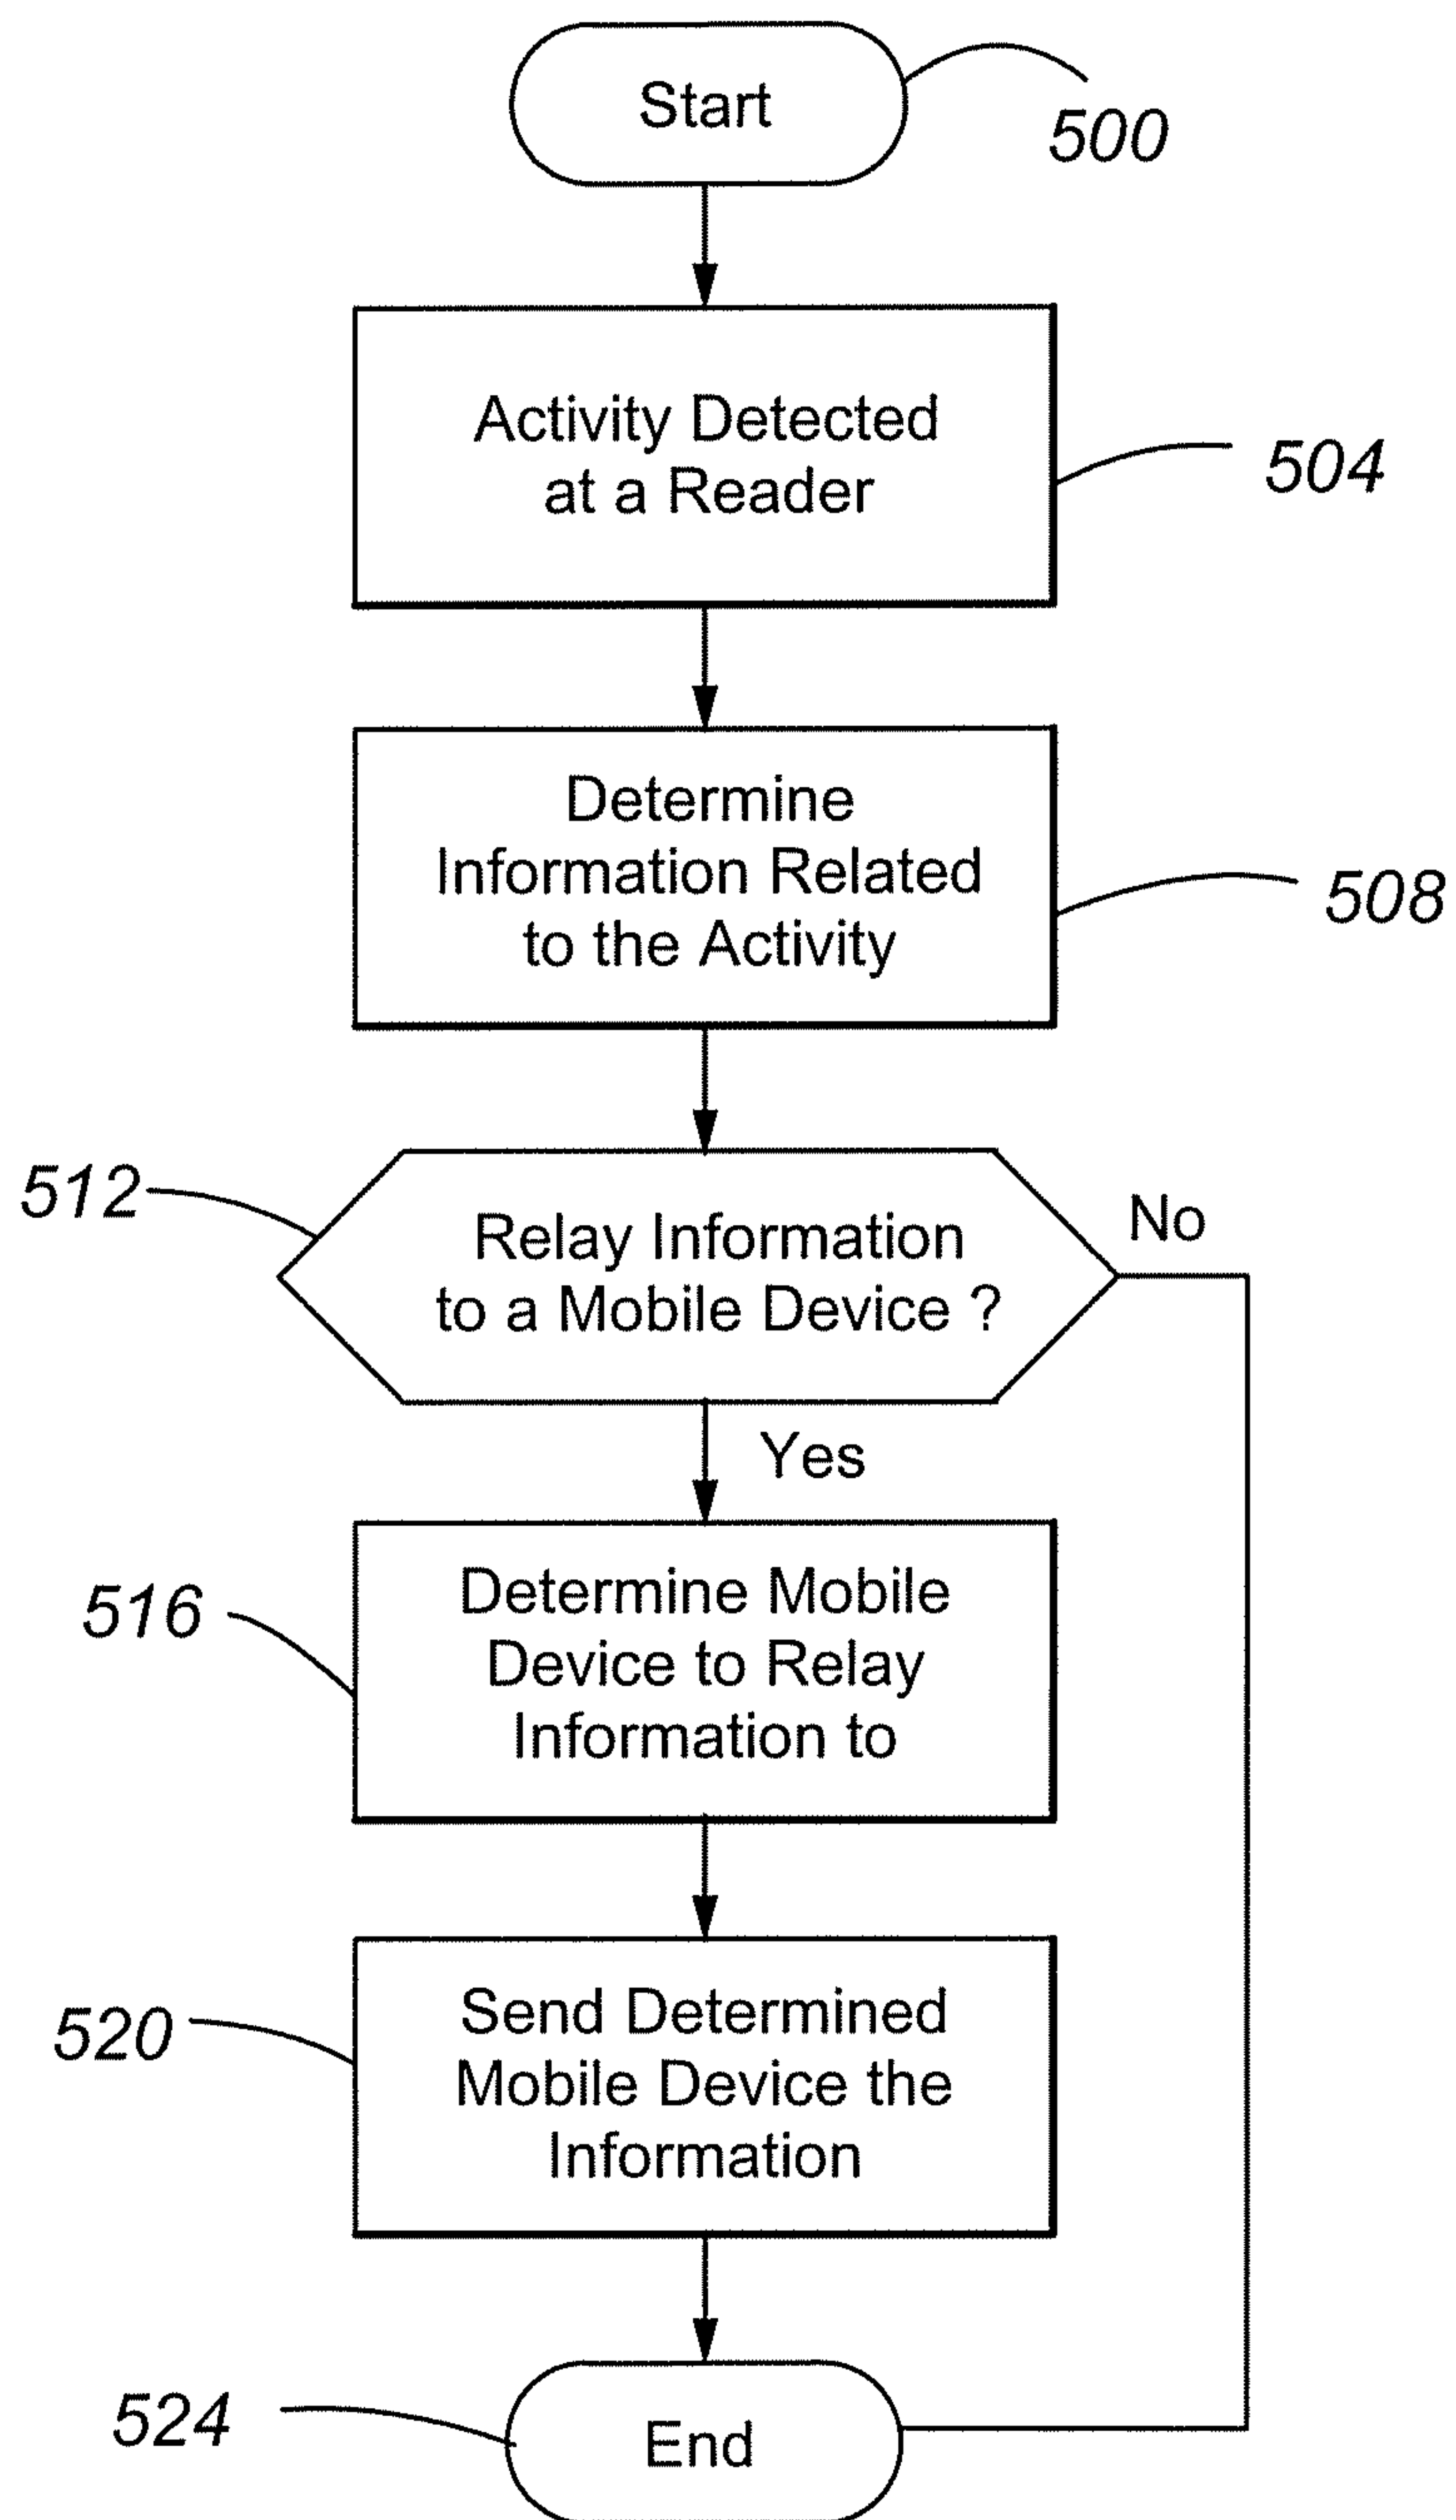 Start
500
Activity Detected
at a Reader
504
Determine
Information Related
to the Activity
508
512
Relay Information
to a Mobile Device ?
No
Yes
516
Determine Mobile
Device to Relay
Information to
520
Send Determined
Mobile Device the
Information
524
End